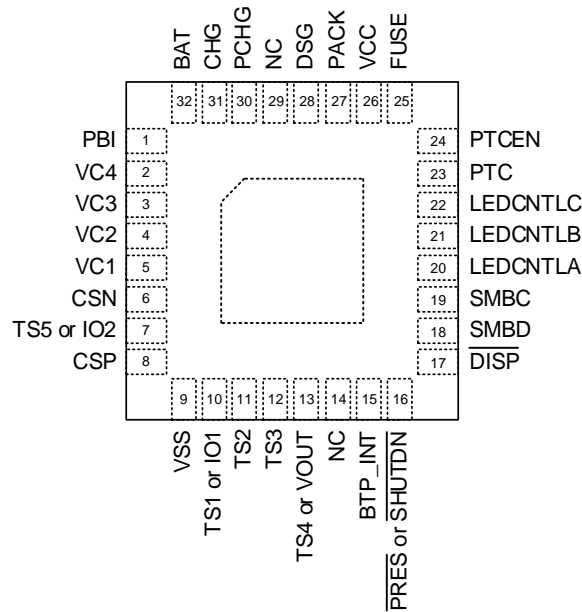 BAT
CHG
PCHG
NC
DSG
PACK
VCC
FUSE
32
31
30
29
28
27
26
25
PBI 1
VC4 2
VC3 3
VC2 4
VC1 5
CSN 6
TS5 or IO2 7
CSP 8
24 PTCEN
23 PTC
22 LEDCNTLC
21 LEDCNTLB
20 LEDCNTLA
19 SMBC
18 SMBD
17 DISP
9
10
11
12
13
14
15
16
VSS
TS1 or IO1
TS2
TS3
TS4 or VOUT
NC
BTP_INT
PRES or SHUTDN